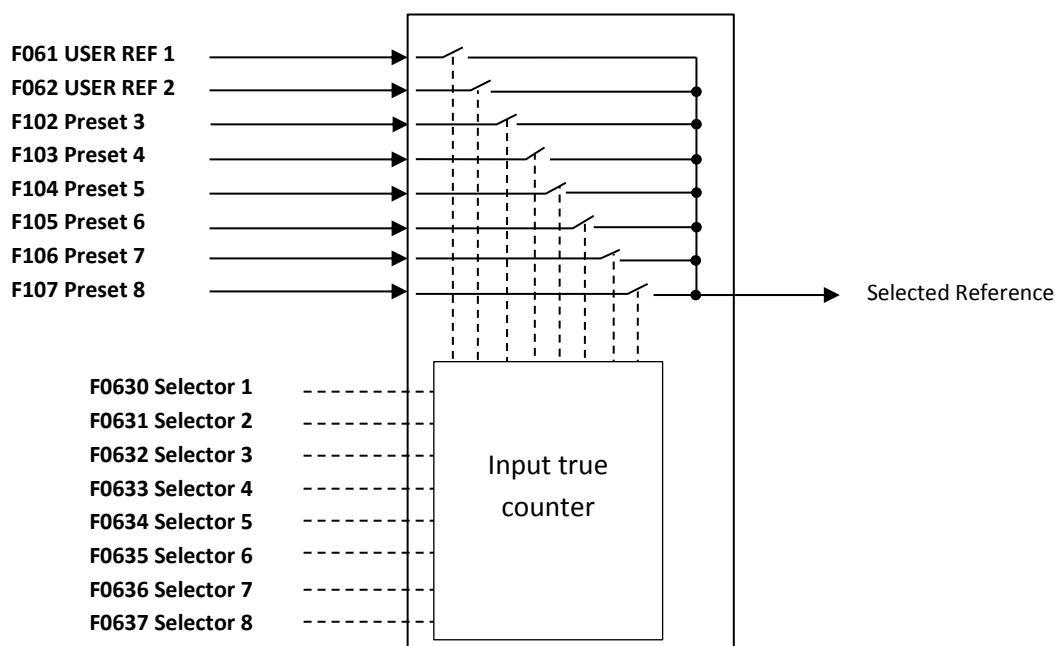 F061 USER REF 1
F062 USER REF 2
F102 Preset 3
F103 Preset 4
F104 Preset 5
F105 Preset 6
F106 Preset 7
F107 Preset 8
Selected Reference
F0630 Selector 1
F0631 Selector 2
F0632 Selector 3
F0633 Selector 4
F0634 Selector 5
F0635 Selector 6
F0636 Selector 7
F0637 Selector 8
Input true
counter